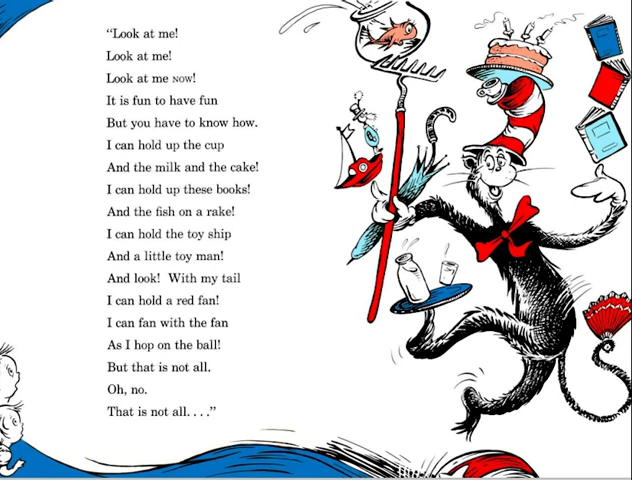 “Look at me!
Look at me!
Look at me NOW!
It is fun to have fun
But you have to know how.
I can hold up the cup
And the milk and the cake!
I can hold up these books!
And the fish on a rake!
I can hold the toy ship
And a little toy man!
And look! With my tail
I can hold a red fan!
I can fan with the fan
As I hop on the ball!
But that is not all.
Oh, no.
That is not all. . . .”